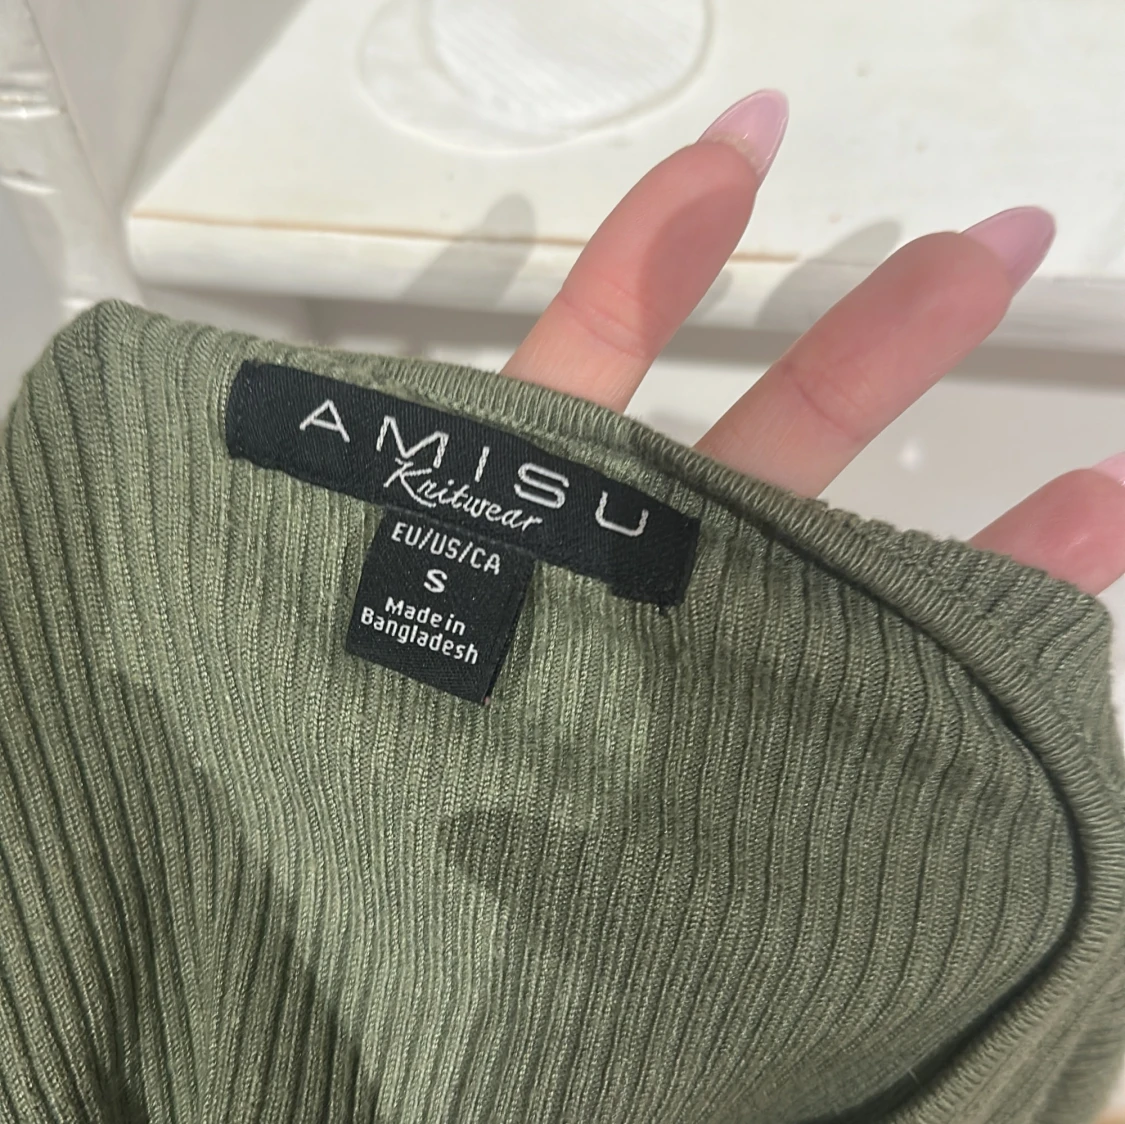 AMISU
Knitwear
EU/US/CA
S
Made in
Bangladesh